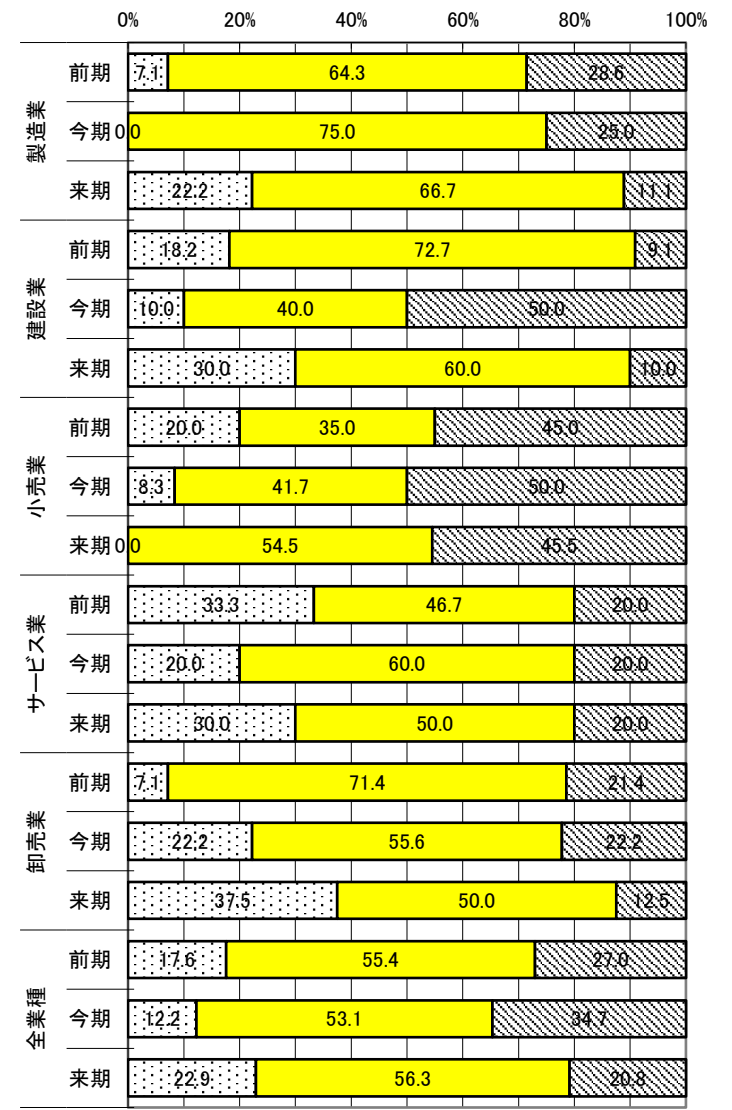 0% 20% 40% 60% 80% 100%
製造業
前期 7.1 64.3 28.6
今期 0.0 75.0 25.0
来期 22.2 66.7 11.1
建設業
前期 18.2 72.7 9.1
今期 10.0 40.0 50.0
来期 30.0 60.0 10.0
小売業
前期 20.0 35.0 45.0
今期 8.3 41.7 50.0
来期 0.0 54.5 45.5
サービス業
前期 33.3 46.7 20.0
今期 20.0 60.0 20.0
来期 30.0 50.0 20.0
卸売業
前期 7.1 71.4 21.4
今期 22.2 55.6 22.2
来期 37.5 50.0 12.5
全業種
前期 17.6 55.4 27.0
今期 12.2 53.1 34.7
来期 22.9 56.3 20.8